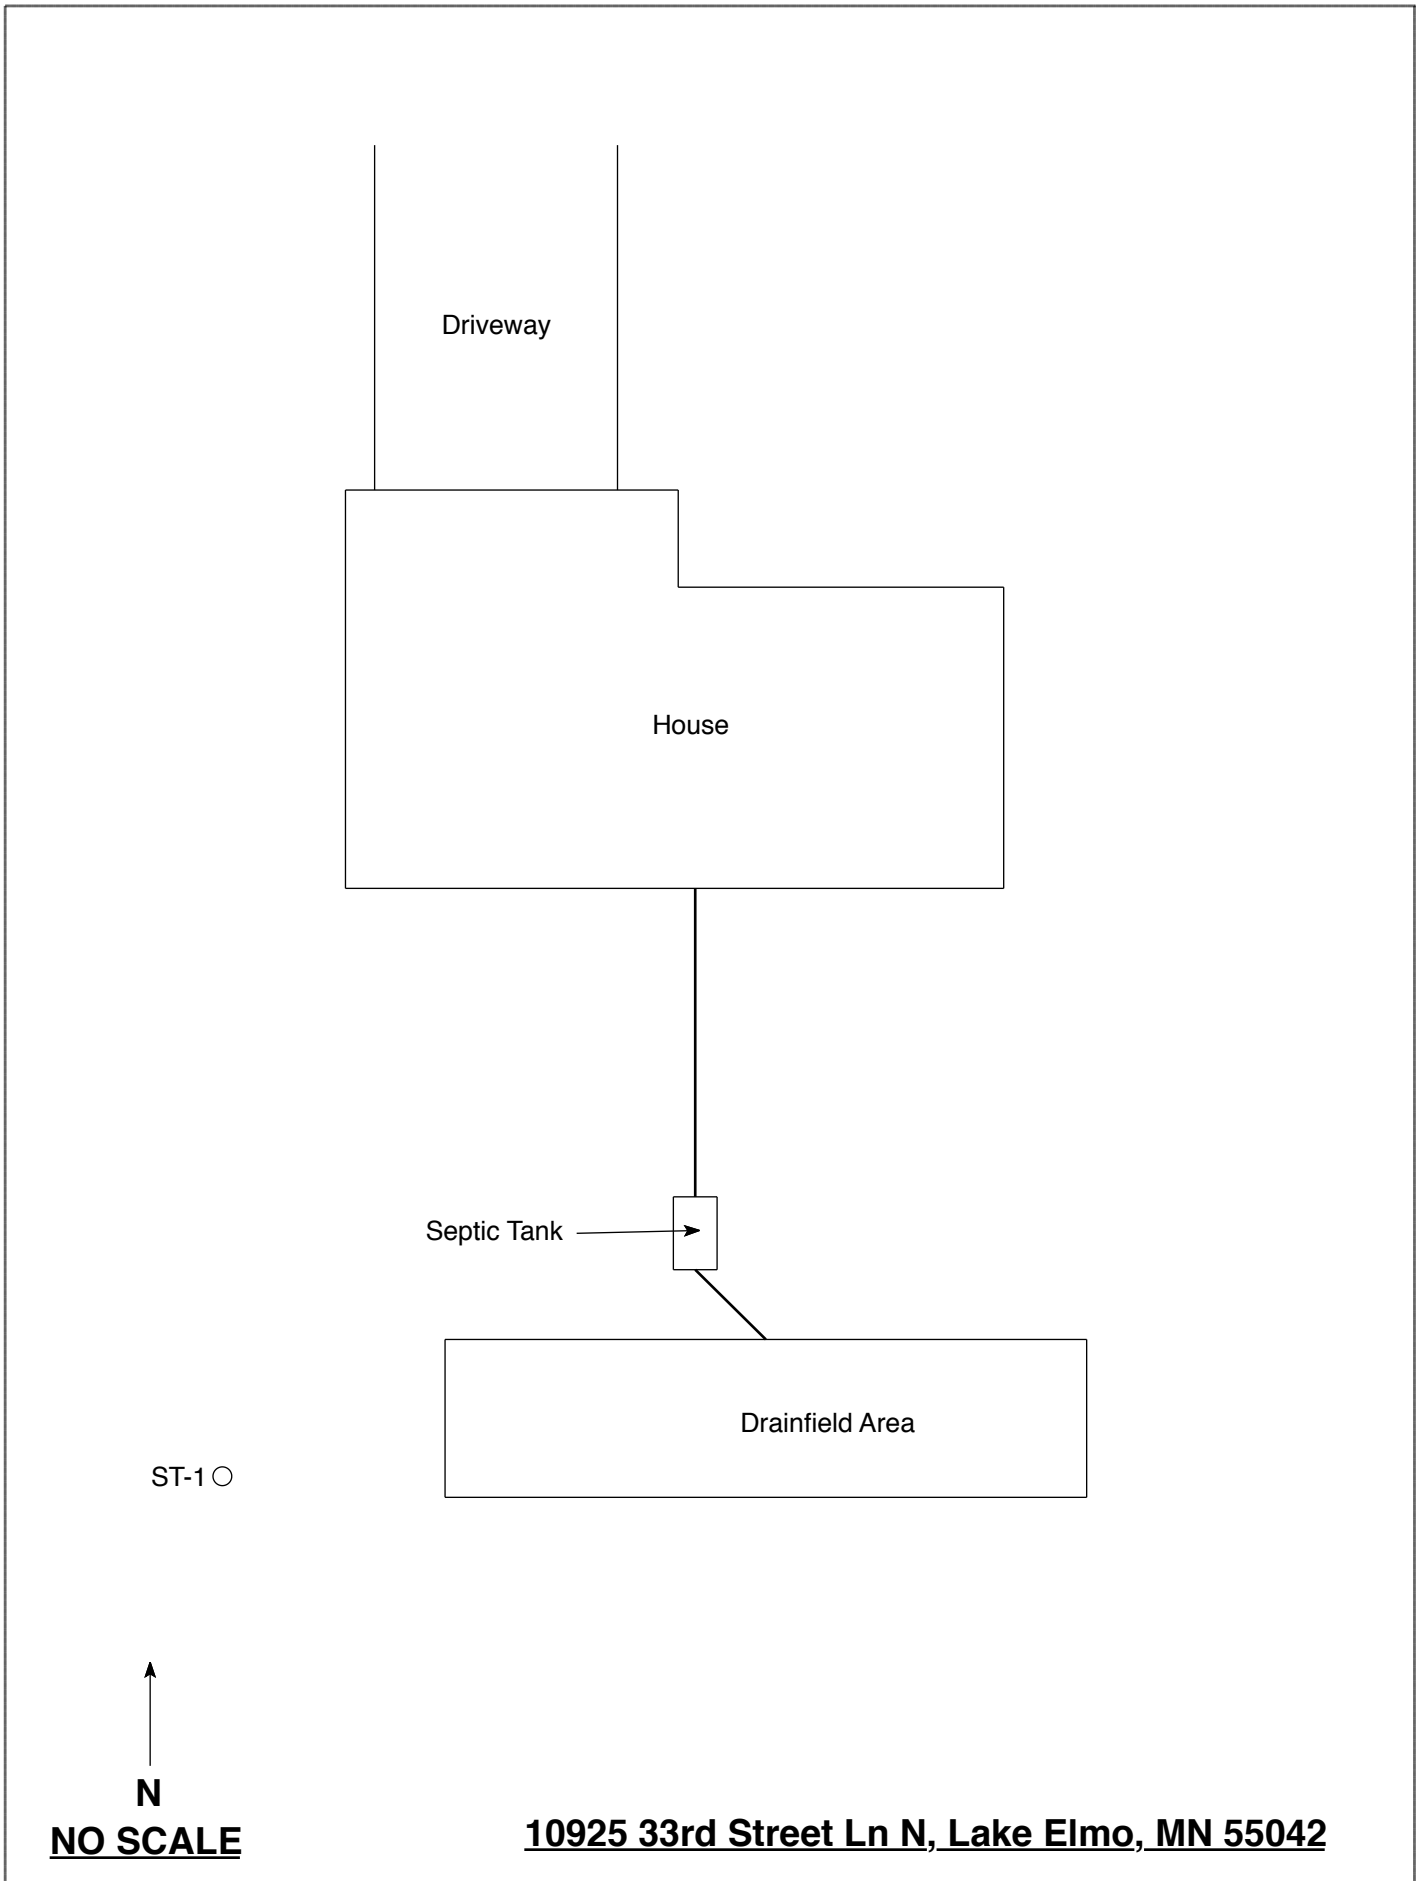 Driveway
House
Septic Tank
Drainfield Area
ST-1
N
NO SCALE
10925 33rd Street Ln N, Lake Elmo, MN 55042